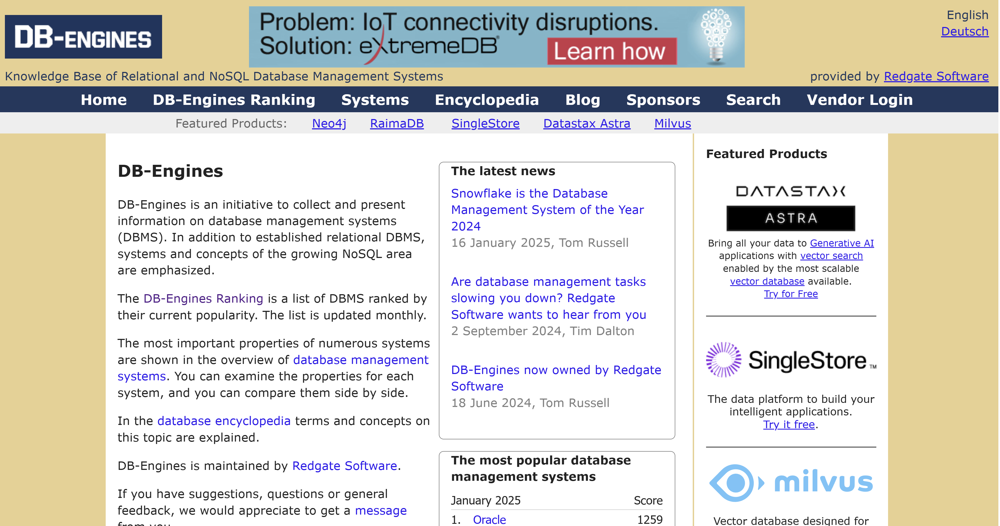 DB-ENGINES
Problem: IoT connectivity disruptions.
Solution: eXtremeDB®
Learn how
English
Deutsch
Knowledge Base of Relational and NoSQL Database Management Systems
provided by Redgate Software
Home DB-Engines Ranking Systems Encyclopedia Blog Sponsors Search Vendor Login
Featured Products: Neo4j RaimaDB SingleStore Datastax Astra Milvus
DB-Engines
DB-Engines is an initiative to collect and present
information on database management systems
(DBMS). In addition to established relational DBMS,
systems and concepts of the growing NoSQL area
are emphasized.
The DB-Engines Ranking is a list of DBMS ranked by
their current popularity. The list is updated monthly.
The most important properties of numerous systems
are shown in the overview of database management
systems. You can examine the properties for each
system, and you can compare them side by side.
In the database encyclopedia terms and concepts on
this topic are explained.
DB-Engines is maintained by Redgate Software.
If you have suggestions, questions or general
feedback, we would appreciate to get a message
from you
The latest news
Snowflake is the Database
Management System of the Year
2024
16 January 2025, Tom Russell
Are database management tasks
slowing you down? Redgate
Software wants to hear from you
2 September 2024, Tim Dalton
DB-Engines now owned by Redgate
Software
18 June 2024, Tom Russell
The most popular database
management systems
January 2025 Score
1. Oracle 1259
Featured Products
DATASTAX
ASTRA
Bring all your data to Generative AI
applications with vector search
enabled by the most scalable
vector database available.
Try for Free
SingleStore TM
The data platform to build your
intelligent applications.
Try it free.
milvus
Vector database designed for